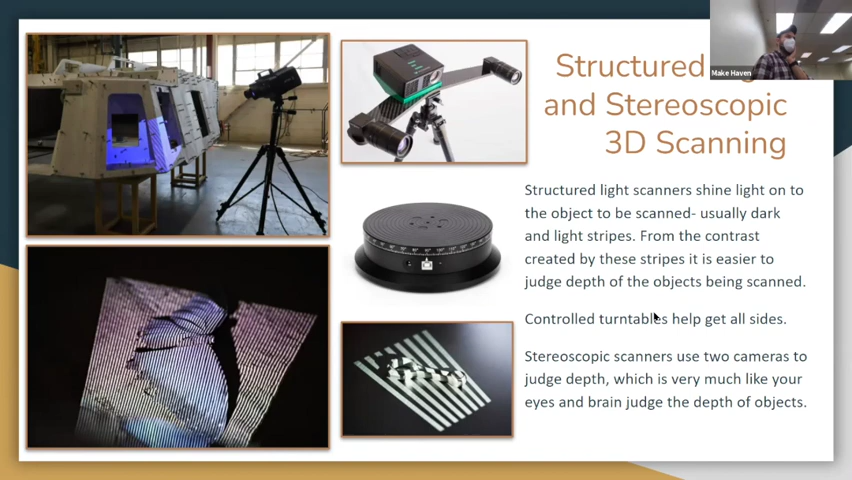 Structured
and Stereoscopic
3D Scanning
Make Haven
Structured light scanners shine light on to
the object to be scanned- usually dark
and light stripes. From the contrast
created by these stripes it is easier to
judge depth of the objects being scanned.
Controlled turntables help get all sides.
Stereoscopic scanners use two cameras to
judge depth, which is very much like your
eyes and brain judge the depth of objects.